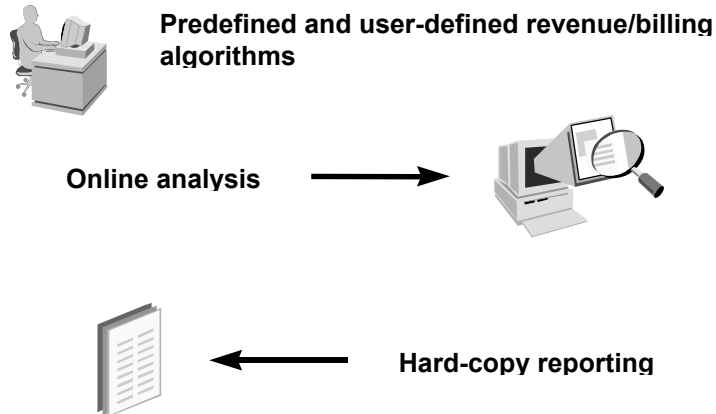 Predefined and user-defined revenue/billing
algorithms
Online analysis
Hard-copy reporting